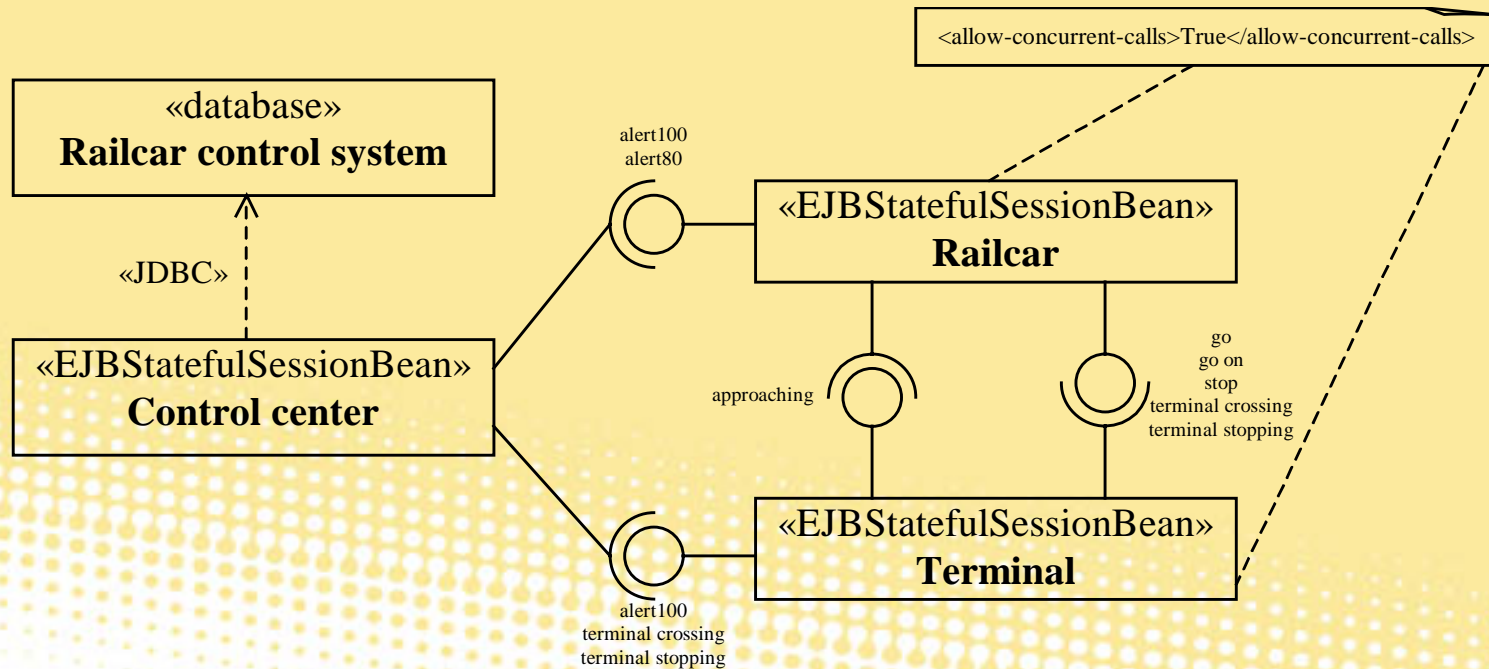 <allow-concurrent-calls>True</allow-concurrent-calls>
«database»
Railcar control system
alert100
alert80
«EJBStatefulSessionBean»
Railcar
«JDBC»
«EJBStatefulSessionBean»
Control center
approaching
go
go on
stop
terminal crossing
terminal stopping
«EJBStatefulSessionBean»
Terminal
alert100
terminal crossing
terminal stopping